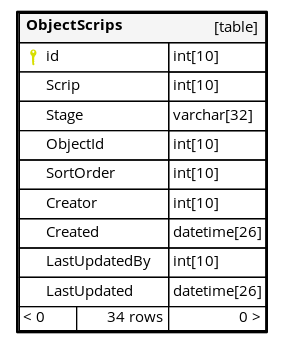 ObjectScrips [table]
id int[10]
Scrip int[10]
Stage varchar[32]
ObjectId int[10]
SortOrder int[10]
Creator int[10]
Created datetime[26]
LastUpdatedBy int[10]
LastUpdated datetime[26]
< 0 34 rows 0 >